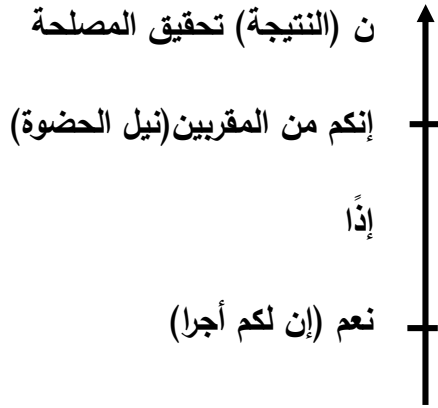 ن (النتيجة) تحقيق المصلحة
إنكم من المقربين(نيل الحضوة)
إذًا
نعم (إن لكم أجرا)